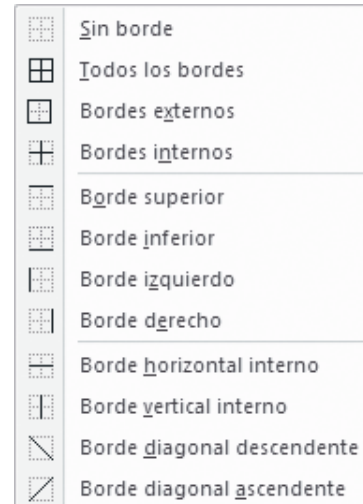 Sin borde
Todos los bordes
Bordes externos
Bordes internos
Borde superior
Borde inferior
Borde izquierdo
Borde derecho
Borde horizontal interno
Borde vertical interno
Borde diagonal descendente
Borde diagonal ascendente